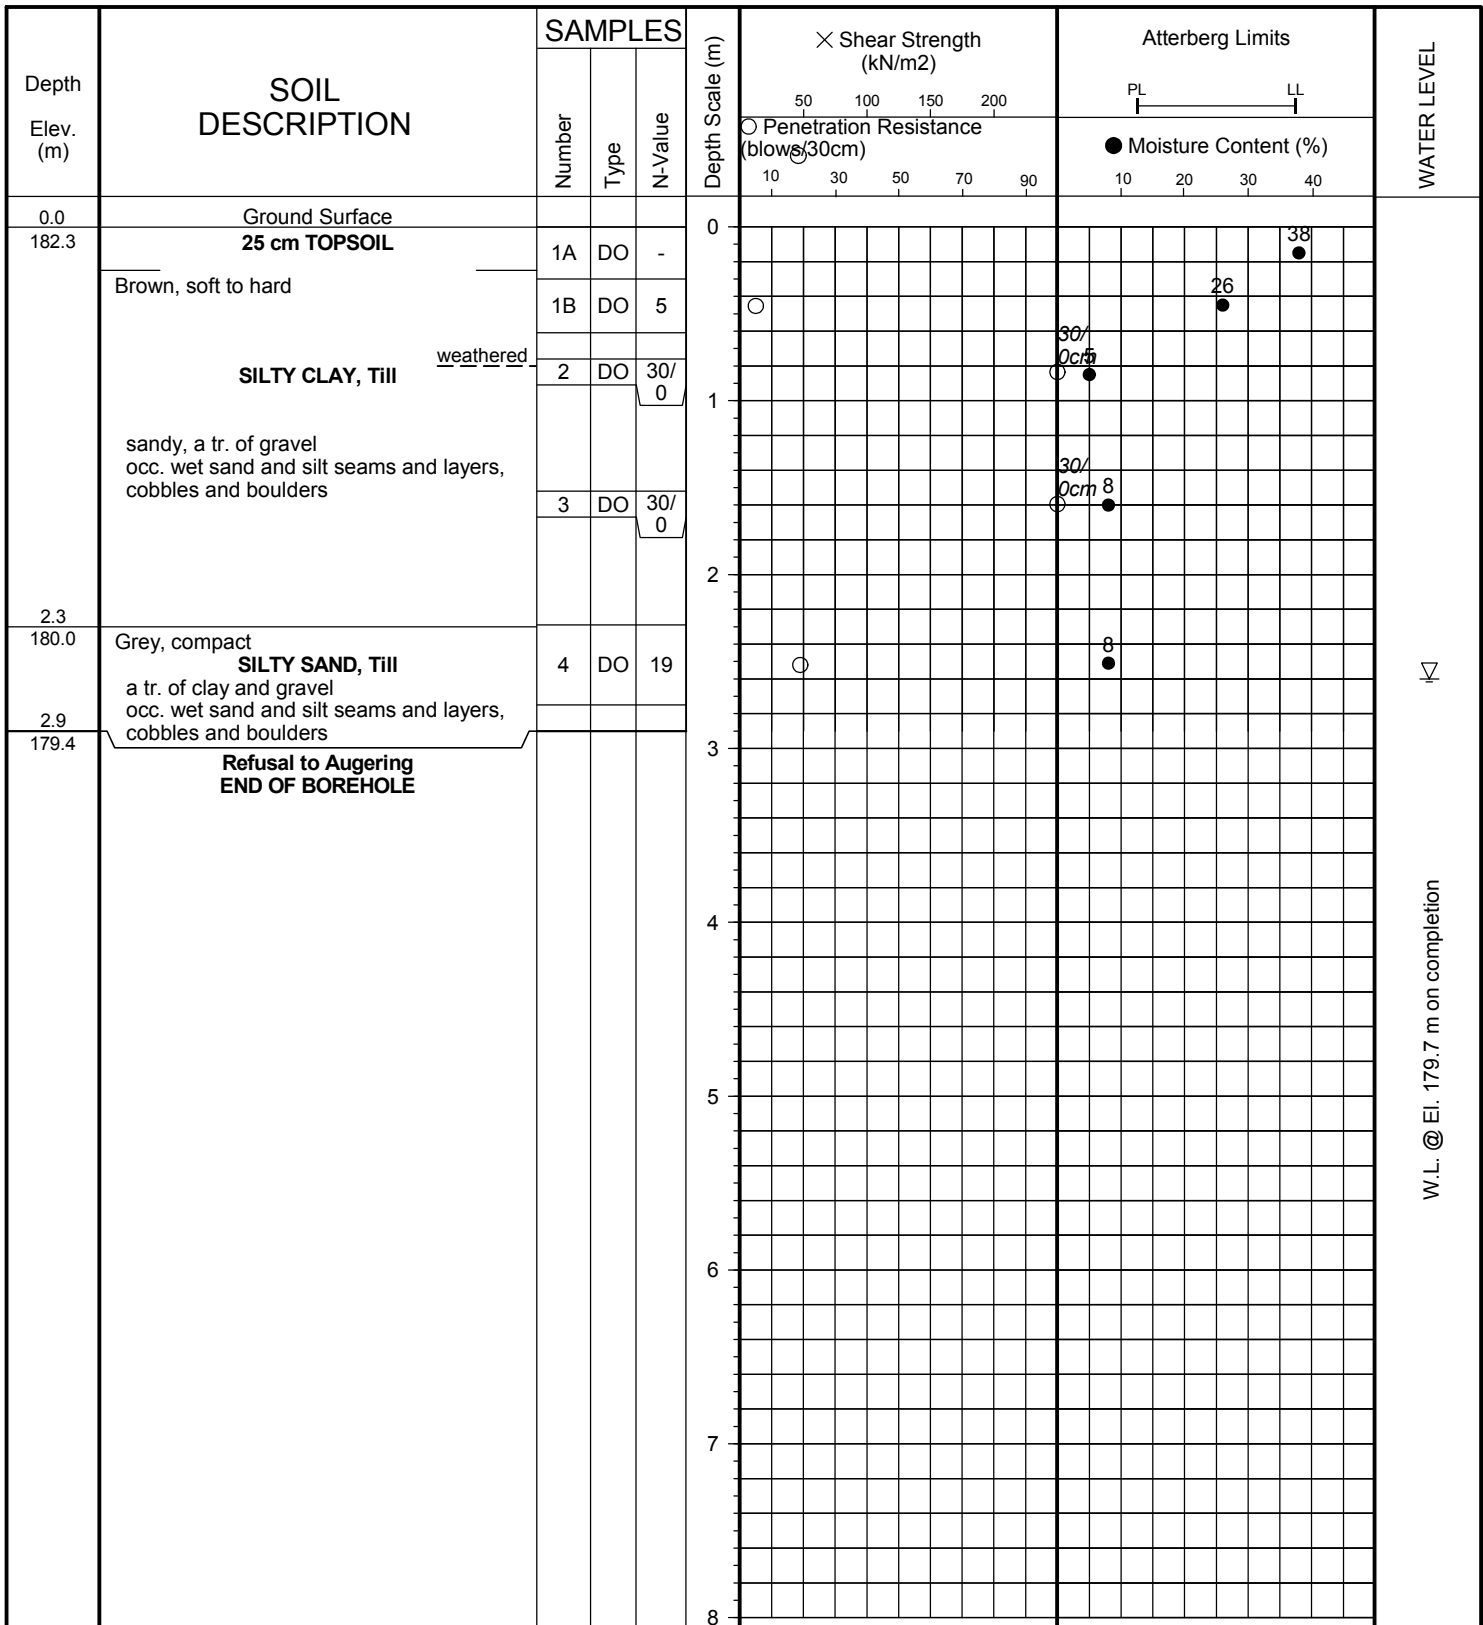 Depth
Elev.
(m)
SOIL
DESCRIPTION
SAMPLES
Number
Type
N-Value
Depth Scale (m)
× Shear Strength
(kN/m2)
50 100 150 200
Penetration Resistance
(blows/30cm)
10 30 50 70 90
Atterberg Limits
PL LL
Moisture Content (%)
10 20 30 40
WATER LEVEL
0.0 Ground Surface
182.3 25 cm TOPSOIL
1A DO -
0
38
Brown, soft to hard
1B DO 5
26
weathered
SILTY CLAY, Till
2 DO 30/
0
30/
0cm
5
1
sandy, a tr. of gravel
occ. wet sand and silt seams and layers,
cobbles and boulders
3 DO 30/
0
30/
0cm
8
2
2.3
180.0
Grey, compact
SILTY SAND, Till
4 DO 19
8
a tr. of clay and gravel
occ. wet sand and silt seams and layers,
cobbles and boulders
2.9
179.4
3
Refusal to Augering
END OF BOREHOLE
4
5
6
7
8
W.L. @ El. 179.7 m on completion